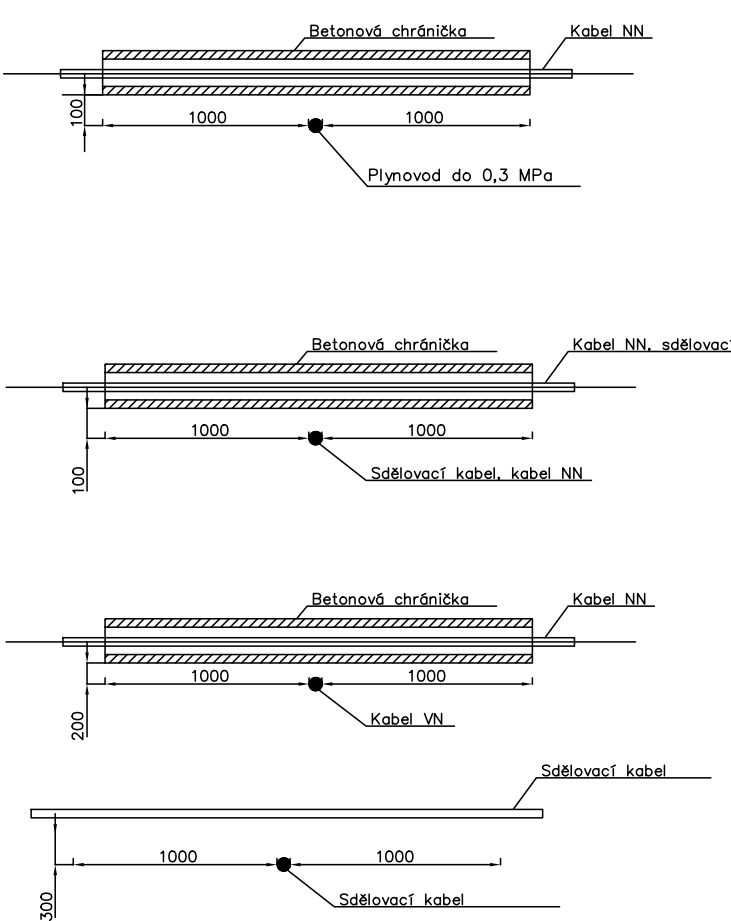 Betonová chránička
Kabel NN
100
1000
1000
Plynovod do 0,3 MPa
Betonová chránička
Kabel NN, sdělovací
1000
1000
100
Sdělovací kabel, kabel NN
Betonová chránička
Kabel NN
1000
1000
200
Kabel VN
Sdělovací kabel
1000
1000
300
Sdělovací kabel